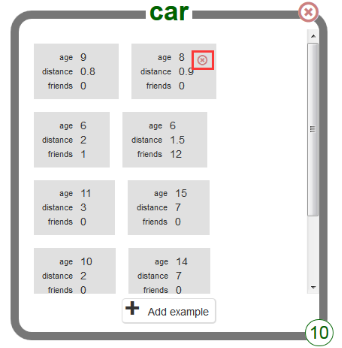 car
age 9
distance 0.8
friends 0
age 8
distance 0.9
friends 0
age 6
distance 2
friends 1
age 6
distance 1.5
friends 12
age 11
distance 3
friends 0
age 15
distance 7
friends 0
age 10
distance 2
friends 0
age 14
distance 7
friends 0
Add example
10